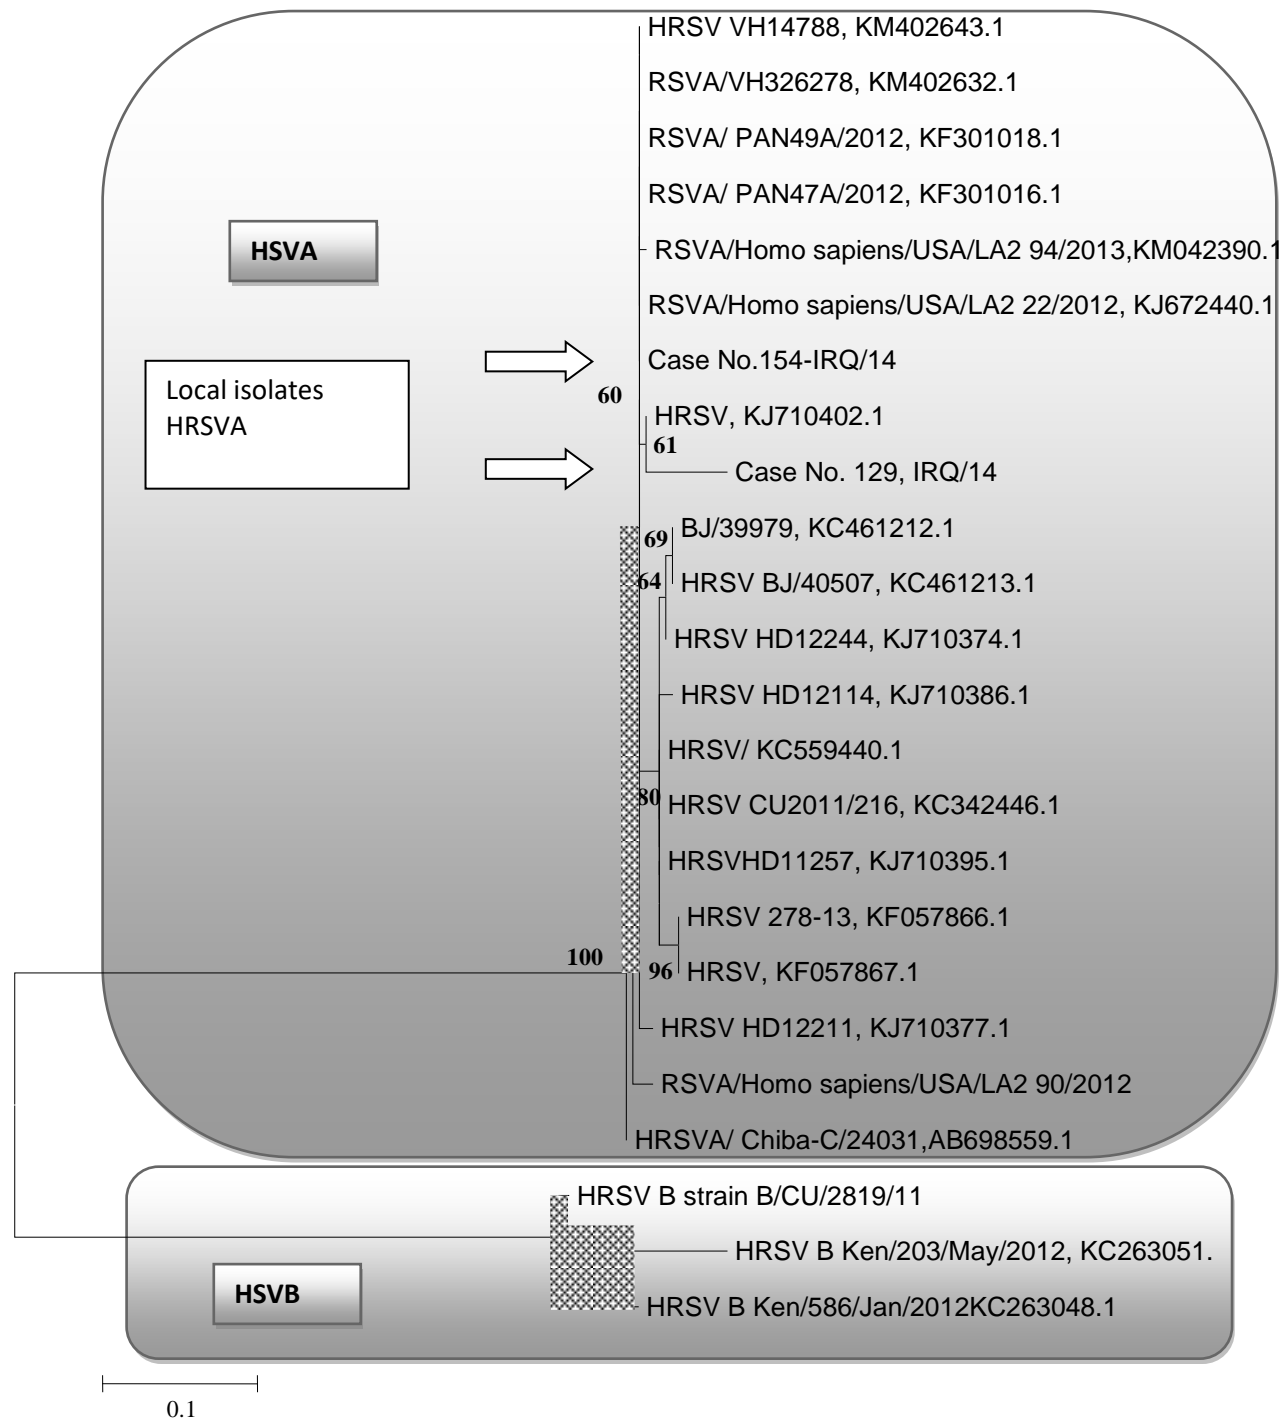 HRSV VH14788, KM402643.1
RSVA/VH326278, KM402632.1
RSVA/ PAN49A/2012, KF301018.1
RSVA/ PAN47A/2012, KF301016.1
HSVA
RSVA/Homo sapiens/USA/LA2 94/2013,KM042390.1
RSVA/Homo sapiens/USA/LA2 22/2012, KJ672440.1
Case No.154-IRQ/14
Local isolates
HRSVA
60
HRSV, KJ710402.1
61
Case No. 129, IRQ/14
BJ/39979, KC461212.1
69
64
HRSV BJ/40507, KC461213.1
HRSV HD12244, KJ710374.1
HRSV HD12114, KJ710386.1
HRSV/ KC559440.1
80
HRSV CU2011/216, KC342446.1
HRSVHD11257, KJ710395.1
HRSV 278-13, KF057866.1
100
96
HRSV, KF057867.1
HRSV HD12211, KJ710377.1
RSVA/Homo sapiens/USA/LA2 90/2012
HRSVA/ Chiba-C/24031,AB698559.1
HRSV B strain B/CU/2819/11
HRSV B Ken/203/May/2012, KC263051.
HSVB
HRSV B Ken/586/Jan/2012KC263048.1
0.1